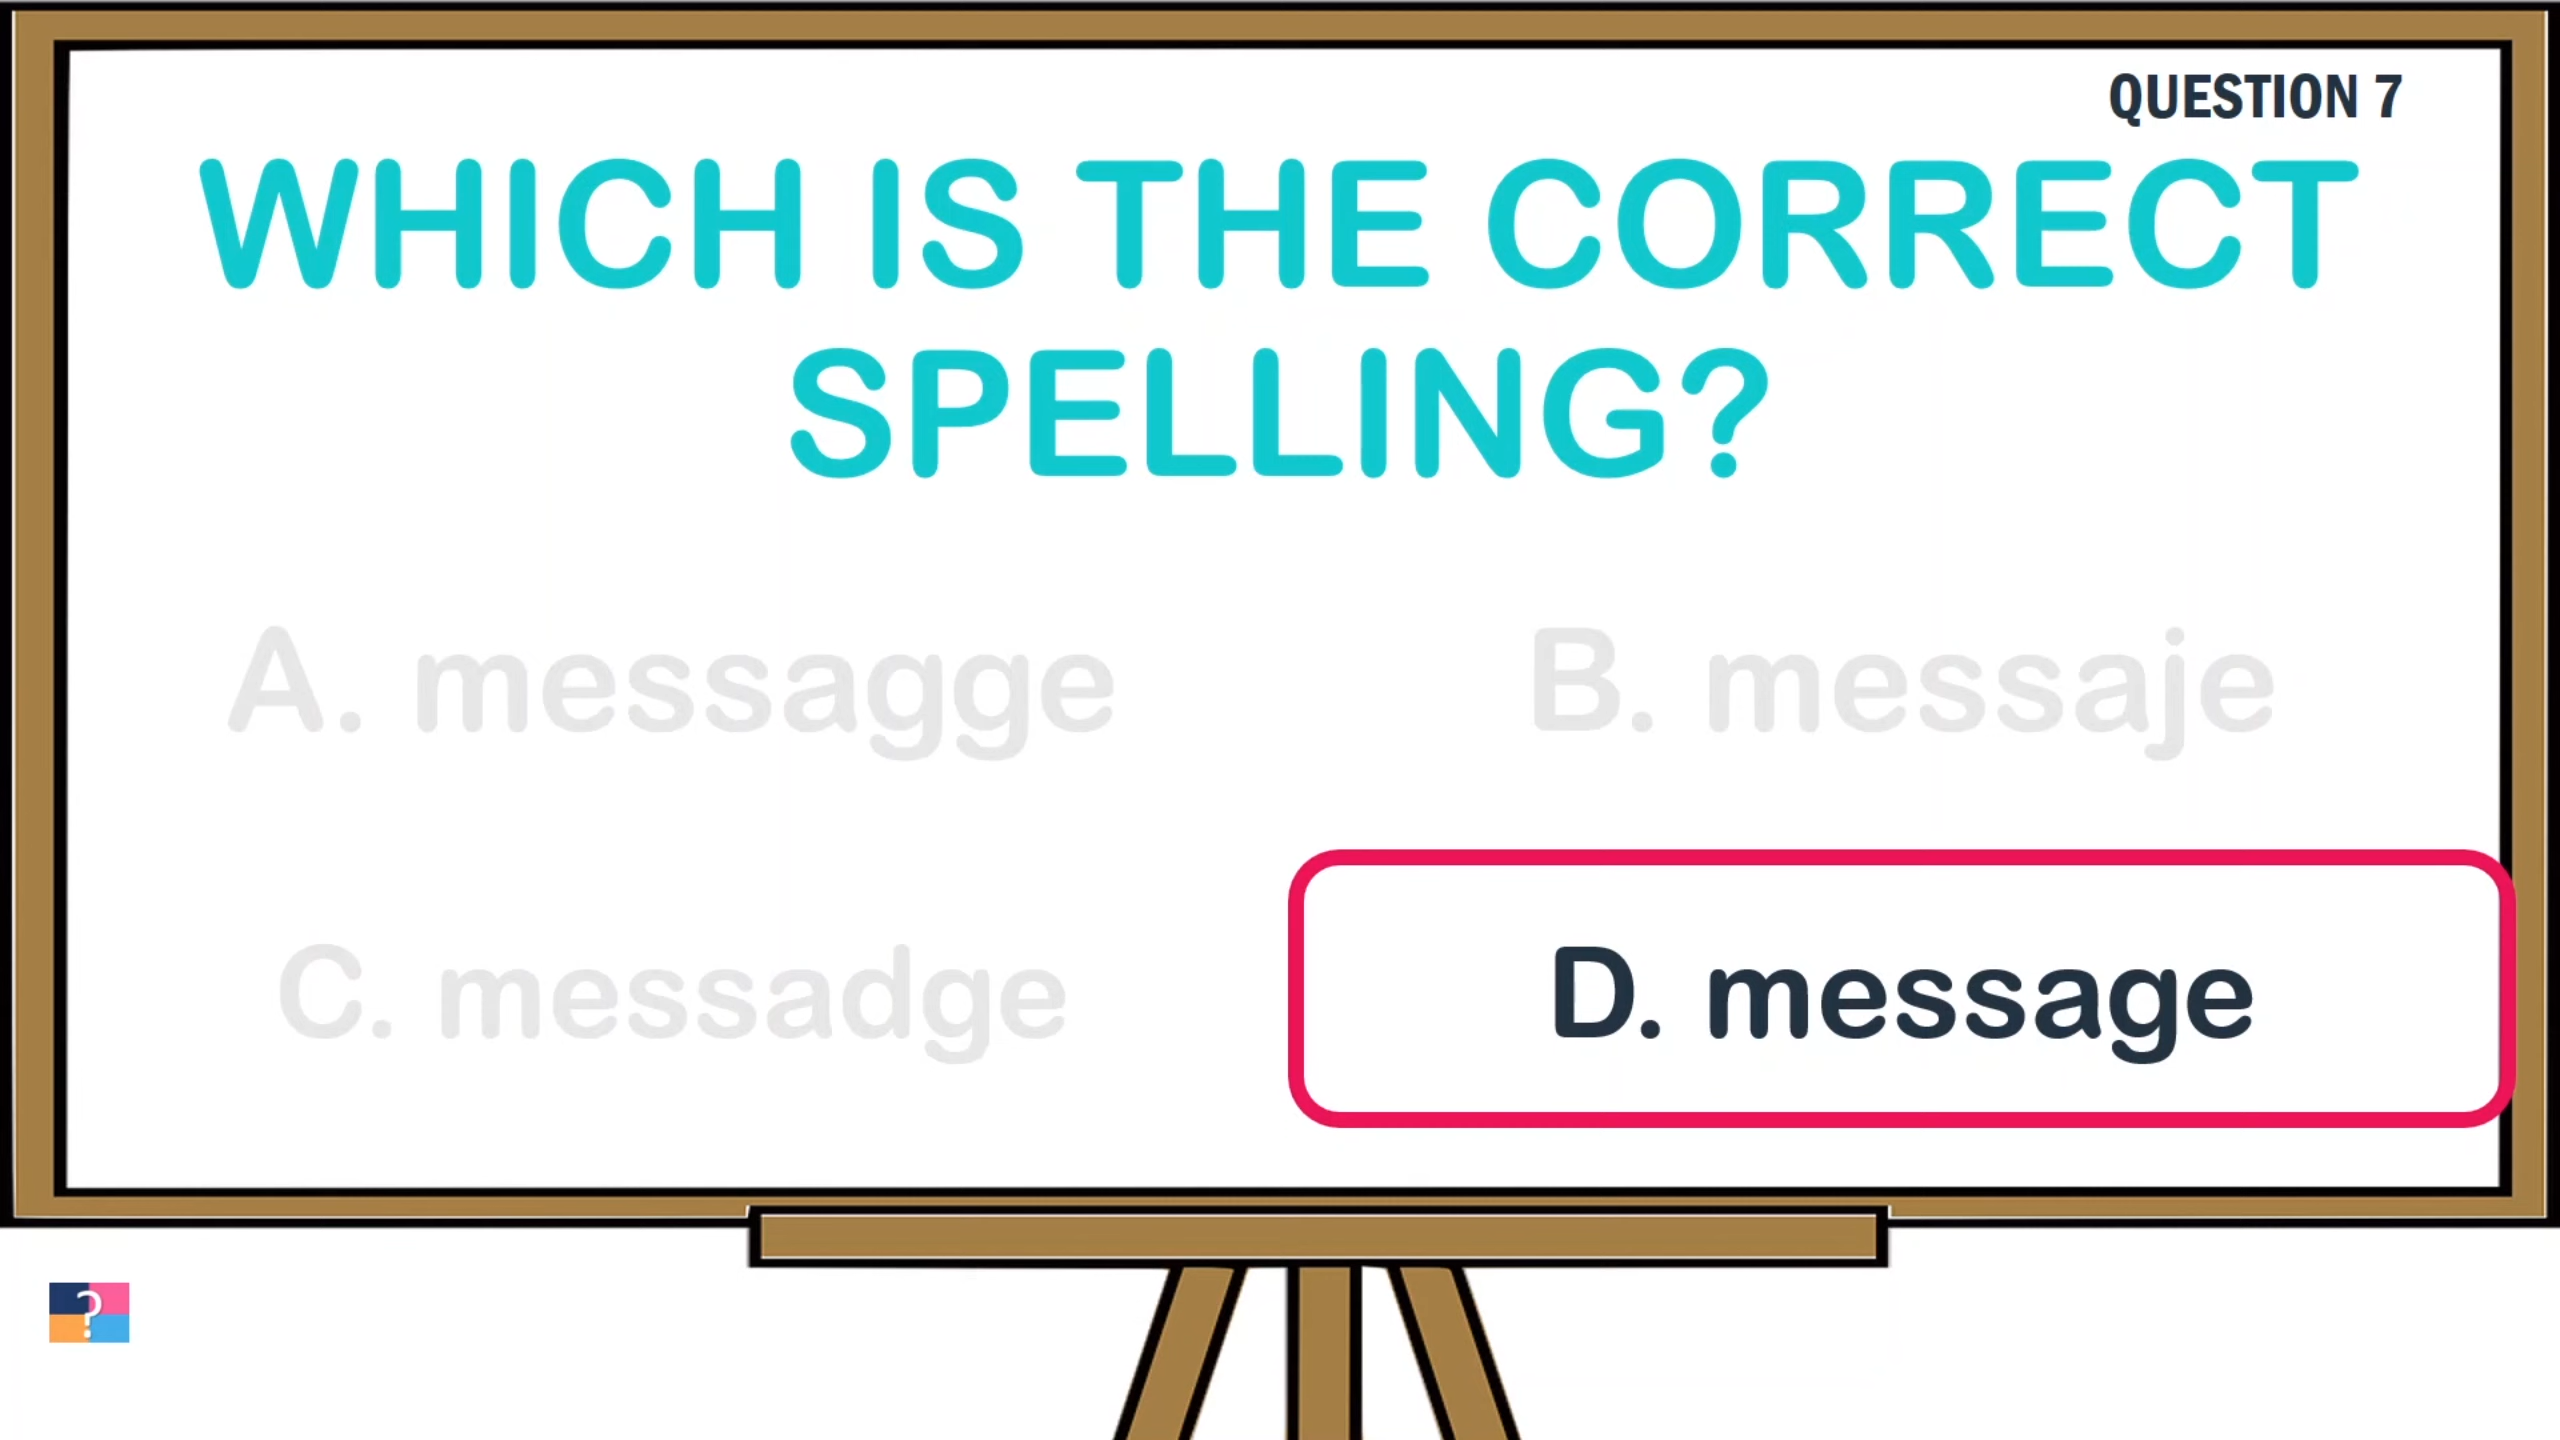 QUESTION 7
WHICH IS THE CORRECT
SPELLING?
A. messagge
B. messaje
C. messadge
D. message
?